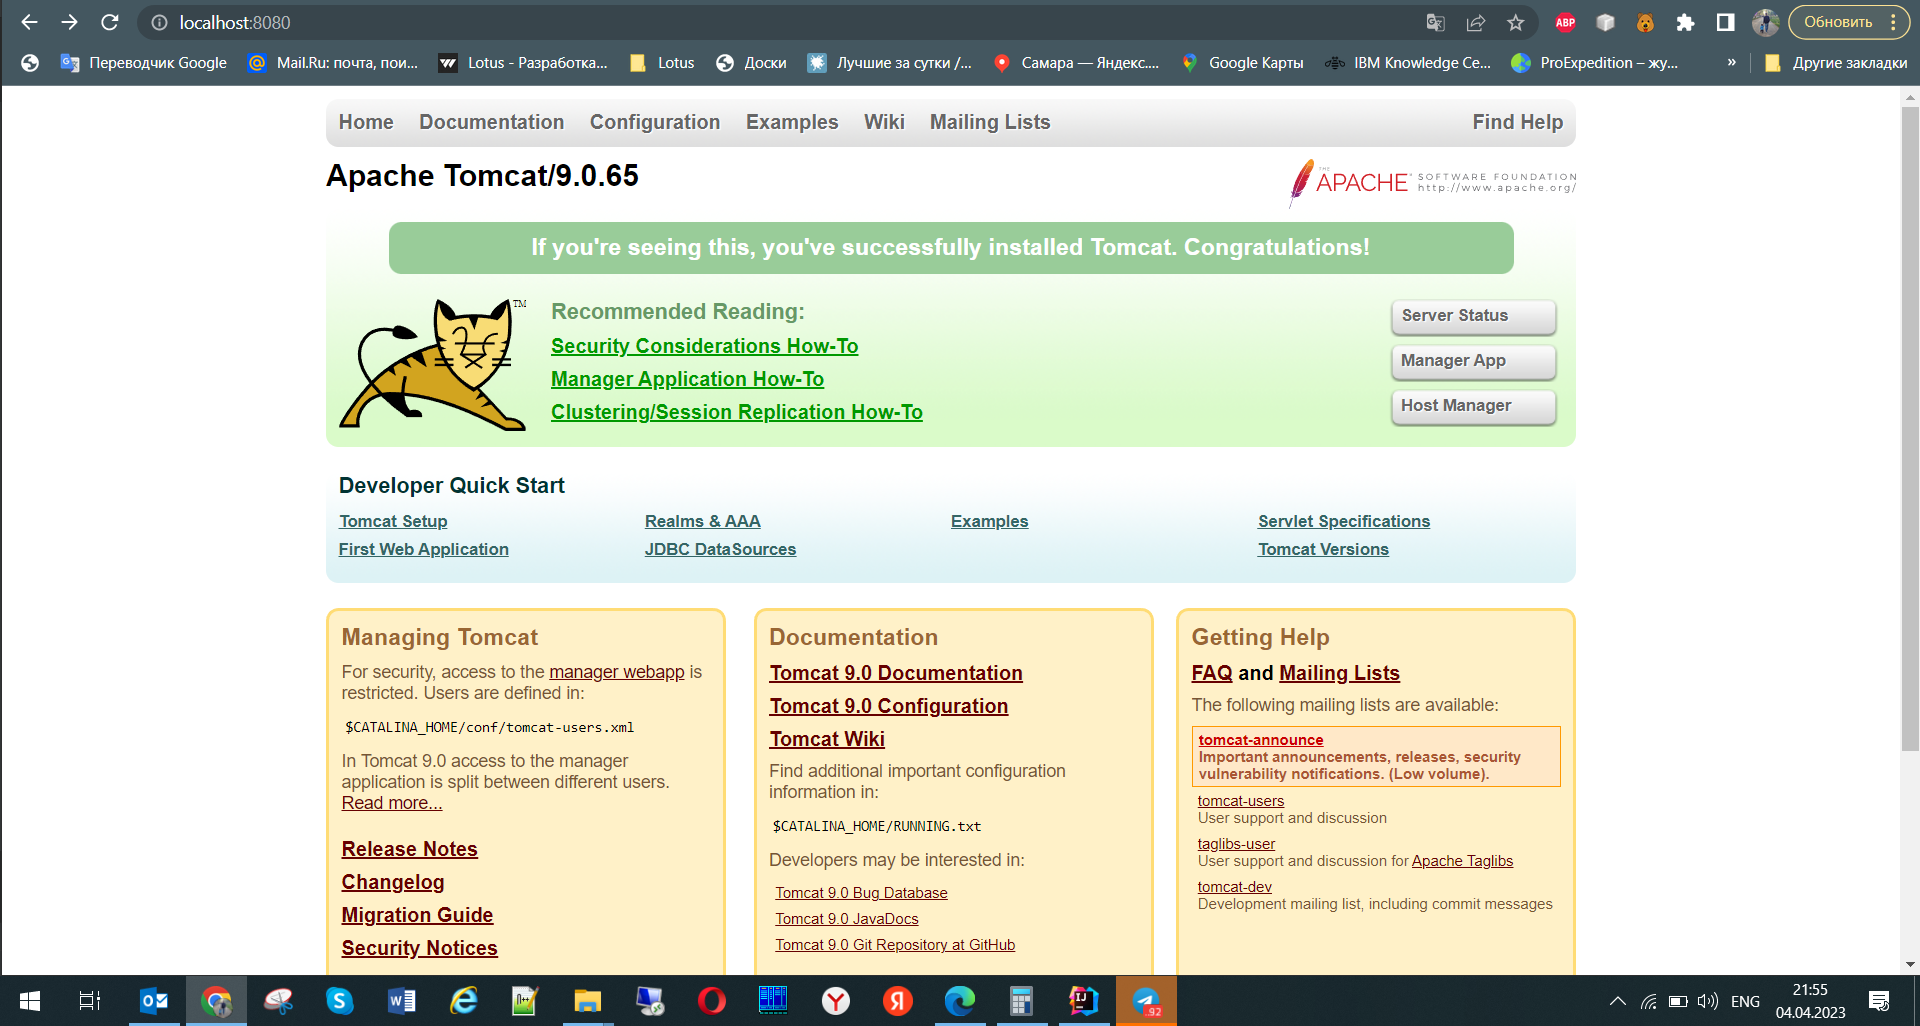 localhost:8080
ABP
Обновить
Переводчик Google
Mail.Ru: почта, пои...
Lotus - Разработка...
Lotus
Доски
Лучшие за сутки /...
Самара — Яндекс....
Google Карты
IBM Knowledge Ce...
ProExpedition – жу...
»
Другие закладки
Home
Documentation
Configuration
Examples
Wiki
Mailing Lists
Find Help
Apache Tomcat/9.0.65
THE
APACHE
SOFTWARE FOUNDATION
http://www.apache.org/
If you're seeing this, you've successfully installed Tomcat. Congratulations!
TM
Recommended Reading:
Security Considerations How-To
Manager Application How-To
Clustering/Session Replication How-To
Server Status
Manager App
Host Manager
Developer Quick Start
Tomcat Setup
First Web Application
Realms & AAA
JDBC DataSources
Examples
Servlet Specifications
Tomcat Versions
Managing Tomcat
For security, access to the manager webapp is
restricted. Users are defined in:
$CATALINA_HOME/conf/tomcat-users.xml
In Tomcat 9.0 access to the manager
application is split between different users.
Read more...
Release Notes
Changelog
Migration Guide
Security Notices
Documentation
Tomcat 9.0 Documentation
Tomcat 9.0 Configuration
Tomcat Wiki
Find additional important configuration
information in:
$CATALINA_HOME/RUNNING.txt
Developers may be interested in:
Tomcat 9.0 Bug Database
Tomcat 9.0 JavaDocs
Tomcat 9.0 Git Repository at GitHub
Getting Help
FAQ and Mailing Lists
The following mailing lists are available:
tomcat-announce
Important announcements, releases, security
vulnerability notifications. (Low volume).
tomcat-users
User support and discussion
taglibs-user
User support and discussion for Apache Taglibs
tomcat-dev
Development mailing list, including commit messages
ENG
21:55
04.04.2023
.92